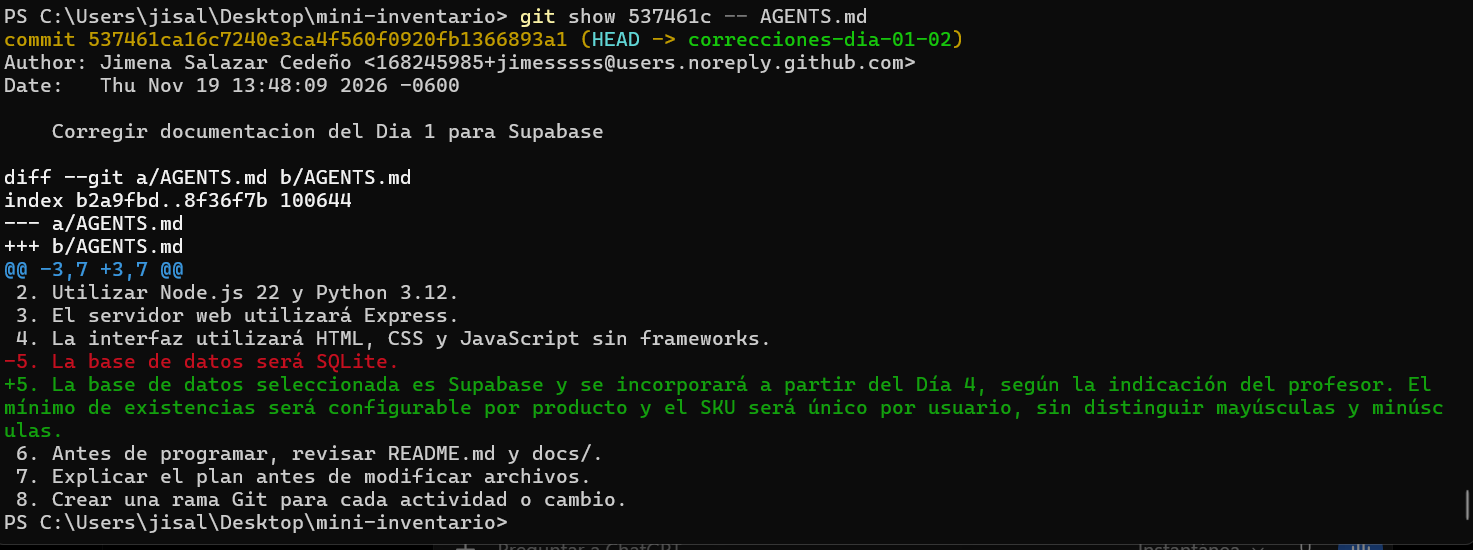 PS C:\Users\jisal\Desktop\mini-inventario> git show 537461c -- AGENTS.md
commit 537461ca16c7240e3ca4f560f0920fb1366893a1 (HEAD -> correcciones-dia-01-02)
Author: Jimena Salazar Cedeño <168245985+jimesssss@users.noreply.github.com>
Date:   Thu Nov 19 13:48:09 2026 -0600

    Corregir documentacion del Dia 1 para Supabase

diff --git a/AGENTS.md b/AGENTS.md
index b2a9fbd..8f36f7b 100644
--- a/AGENTS.md
+++ b/AGENTS.md
@@ -3,7 +3,7 @@
 2. Utilizar Node.js 22 y Python 3.12.
 3. El servidor web utilizará Express.
 4. La interfaz utilizará HTML, CSS y JavaScript sin frameworks.
-5. La base de datos será SQLite.
+5. La base de datos seleccionada es Supabase y se incorporará a partir del Día 4, según la indicación del profesor. El
mínimo de existencias será configurable por producto y el SKU será único por usuario, sin distinguir mayúsculas y minúsc
ulas.
 6. Antes de programar, revisar README.md y docs/.
 7. Explicar el plan antes de modificar archivos.
 8. Crear una rama Git para cada actividad o cambio.
PS C:\Users\jisal\Desktop\mini-inventario>